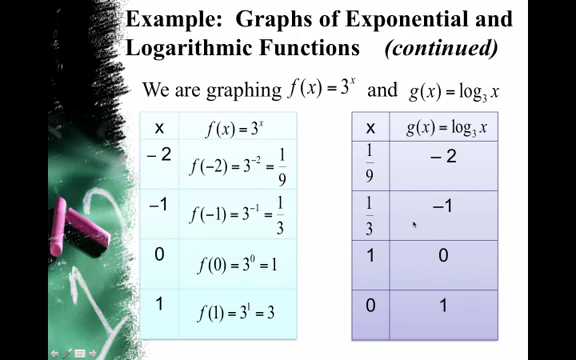 Example: Graphs of Exponential and
Logarithmic Functions (continued)
We are graphing f(x) = 3^x and g(x) = log₃ x
x f(x) = 3^x
– 2 f(−2) = 3^−2 = 1/9
–1 f(−1) = 3^−1 = 1/3
0 f(0) = 3^0 = 1
1 f(1) = 3^1 = 3
x g(x) = log₃ x
1/9 – 2
1/3 –1
1 0
0 1